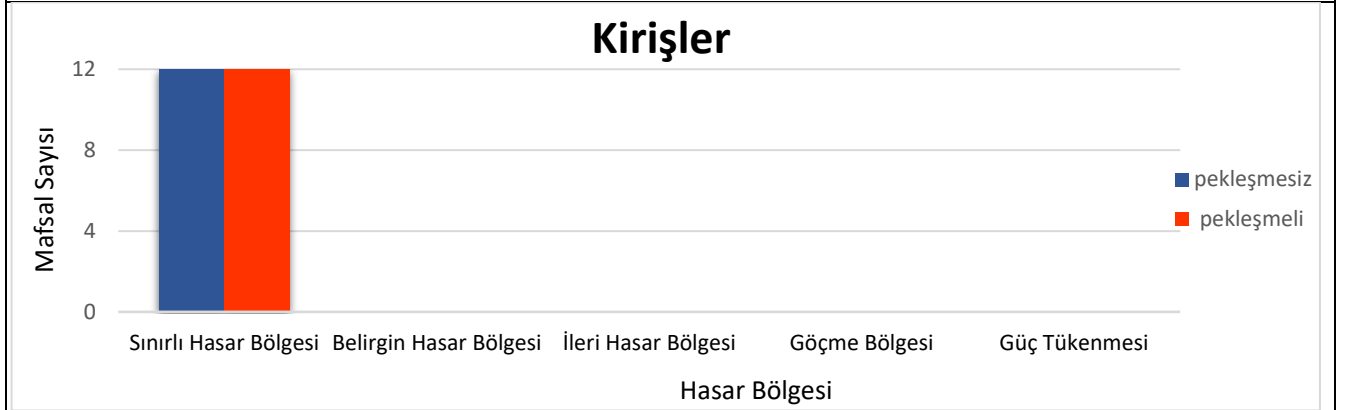 Kirişler
12
8
4
0
Mafsal Sayısı
Sınırlı Hasar Bölgesi Belirgin Hasar Bölgesi İleri Hasar Bölgesi Göçme Bölgesi Güç Tükenmesi
Hasar Bölgesi
pekleşmesiz
pekleşmeli